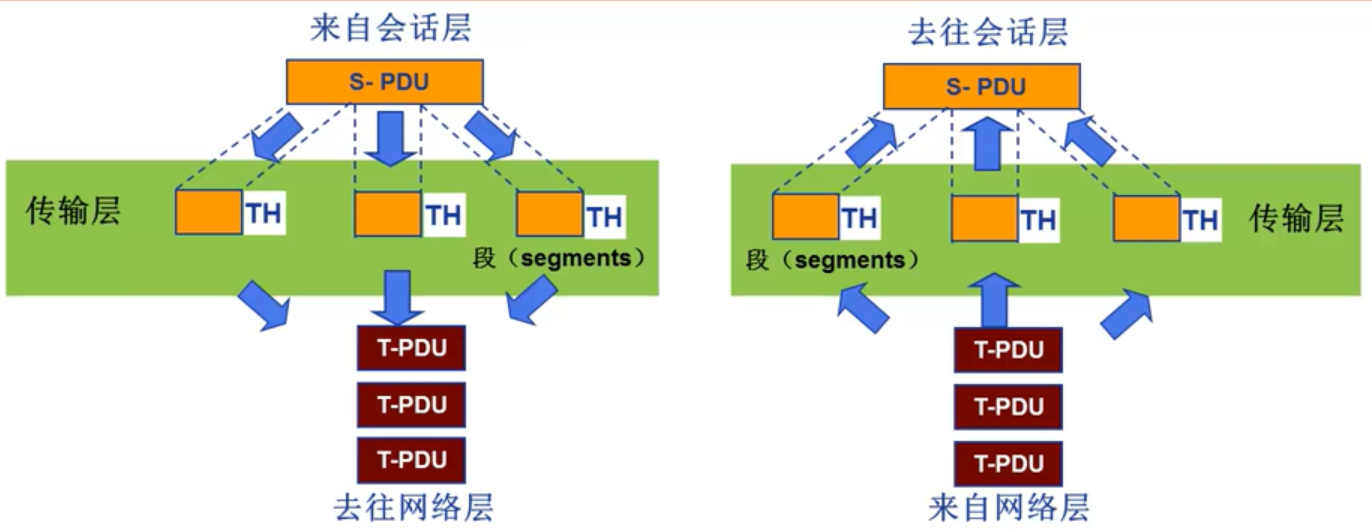 来自会话层
S- PDU
传输层
TH
TH
TH
段（segments）
T-PDU
T-PDU
T-PDU
去往网络层
去往会话层
S- PDU
TH
TH
TH
传输层
段（segments）
T-PDU
T-PDU
T-PDU
来自网络层